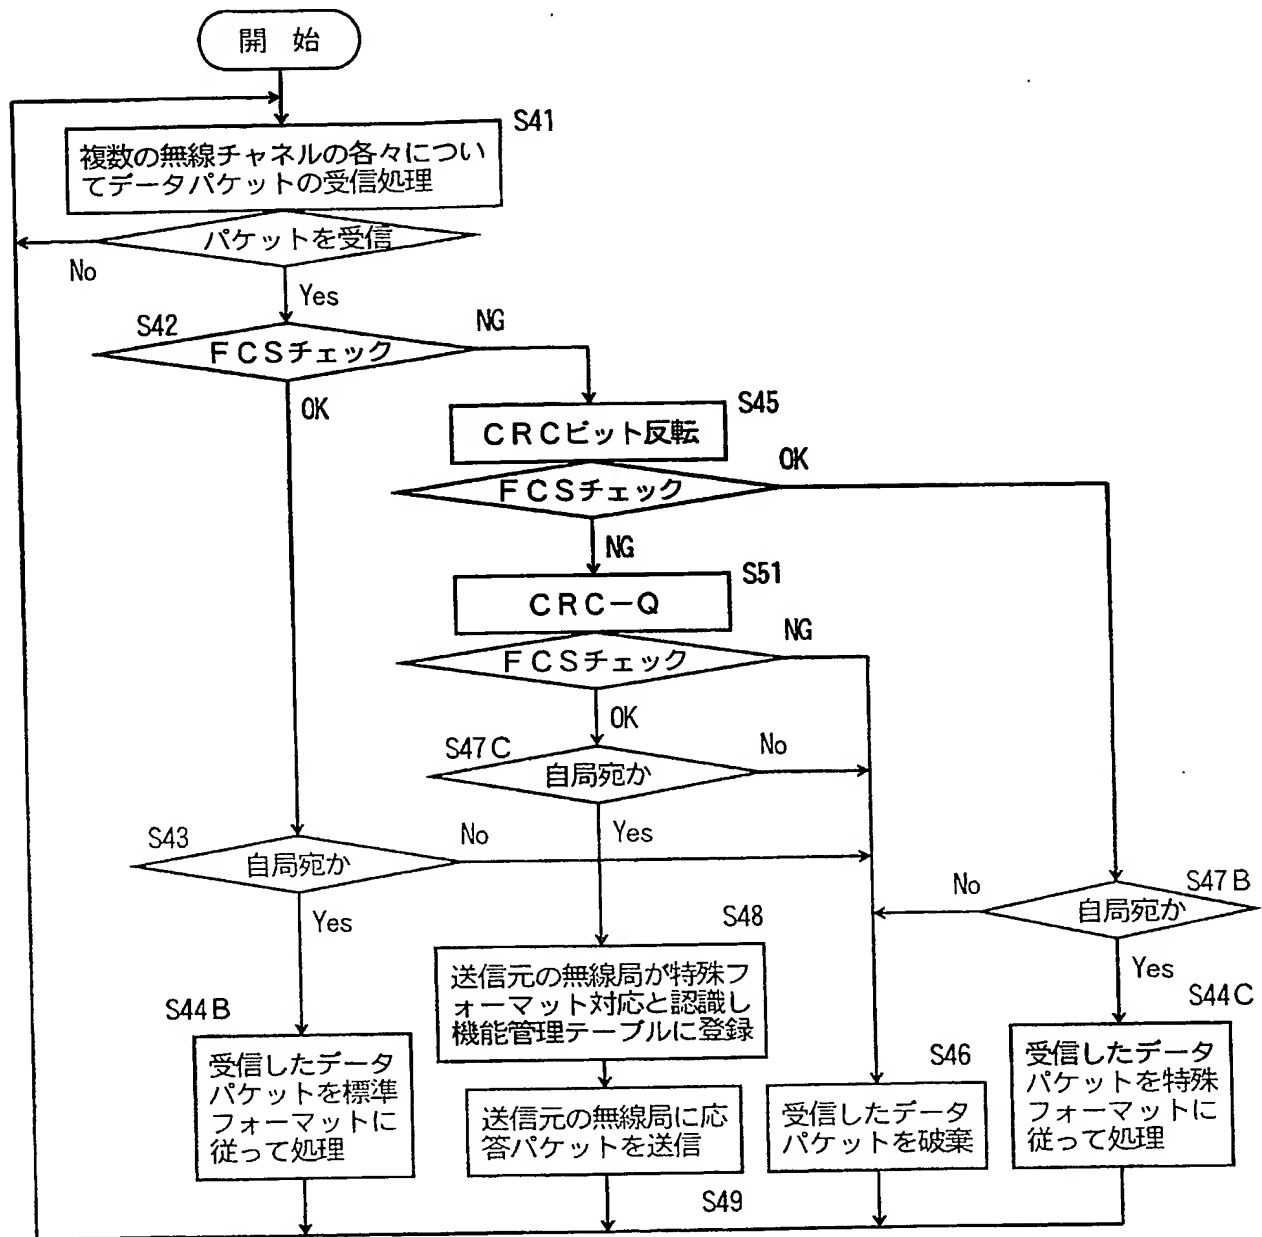 開 始
S41
複数の無線チャネルの各々につい
てデータパケットの受信処理
パケットを受信
No
Yes
S42
NG
FCSチェック
OK
S45
CRCビット反転
OK
FCSチェック
NG
S51
CRC-Q
NG
FCSチェック
OK
S47C
No
自局宛か
Yes
S43
No
自局宛か
Yes
No
S47B
自局宛か
Yes
S48
送信元の無線局が特殊フ
ォーマット対応と認識し
機能管理テーブルに登録
S44B
受信したデータ
パケットを標準
フォーマットに
従って処理
送信元の無線局に応
答パケットを送信
S49
S46
受信したデータ
パケットを破棄
S44C
受信したデータ
パケットを特殊
フォーマットに
従って処理